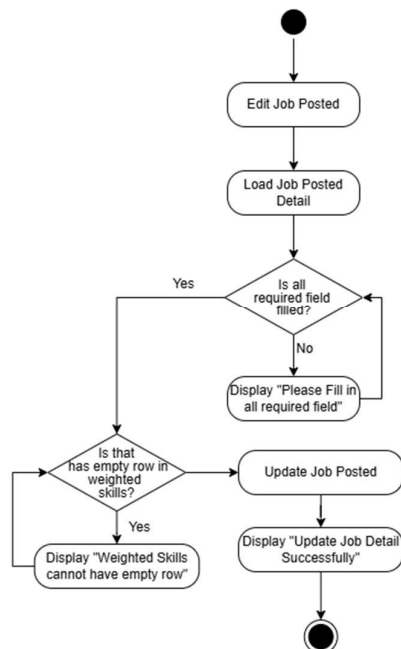 Edit Job Posted
Load Job Posted
Detail
Is all
required field
filled?
Yes
No
Display "Please Fill in
all required field"
Is that
has empty row in
weighted
skills?
Update Job Posted
Yes
Display "Weighted Skills
cannot have empty row"
Display "Update Job Detail
Successfully"